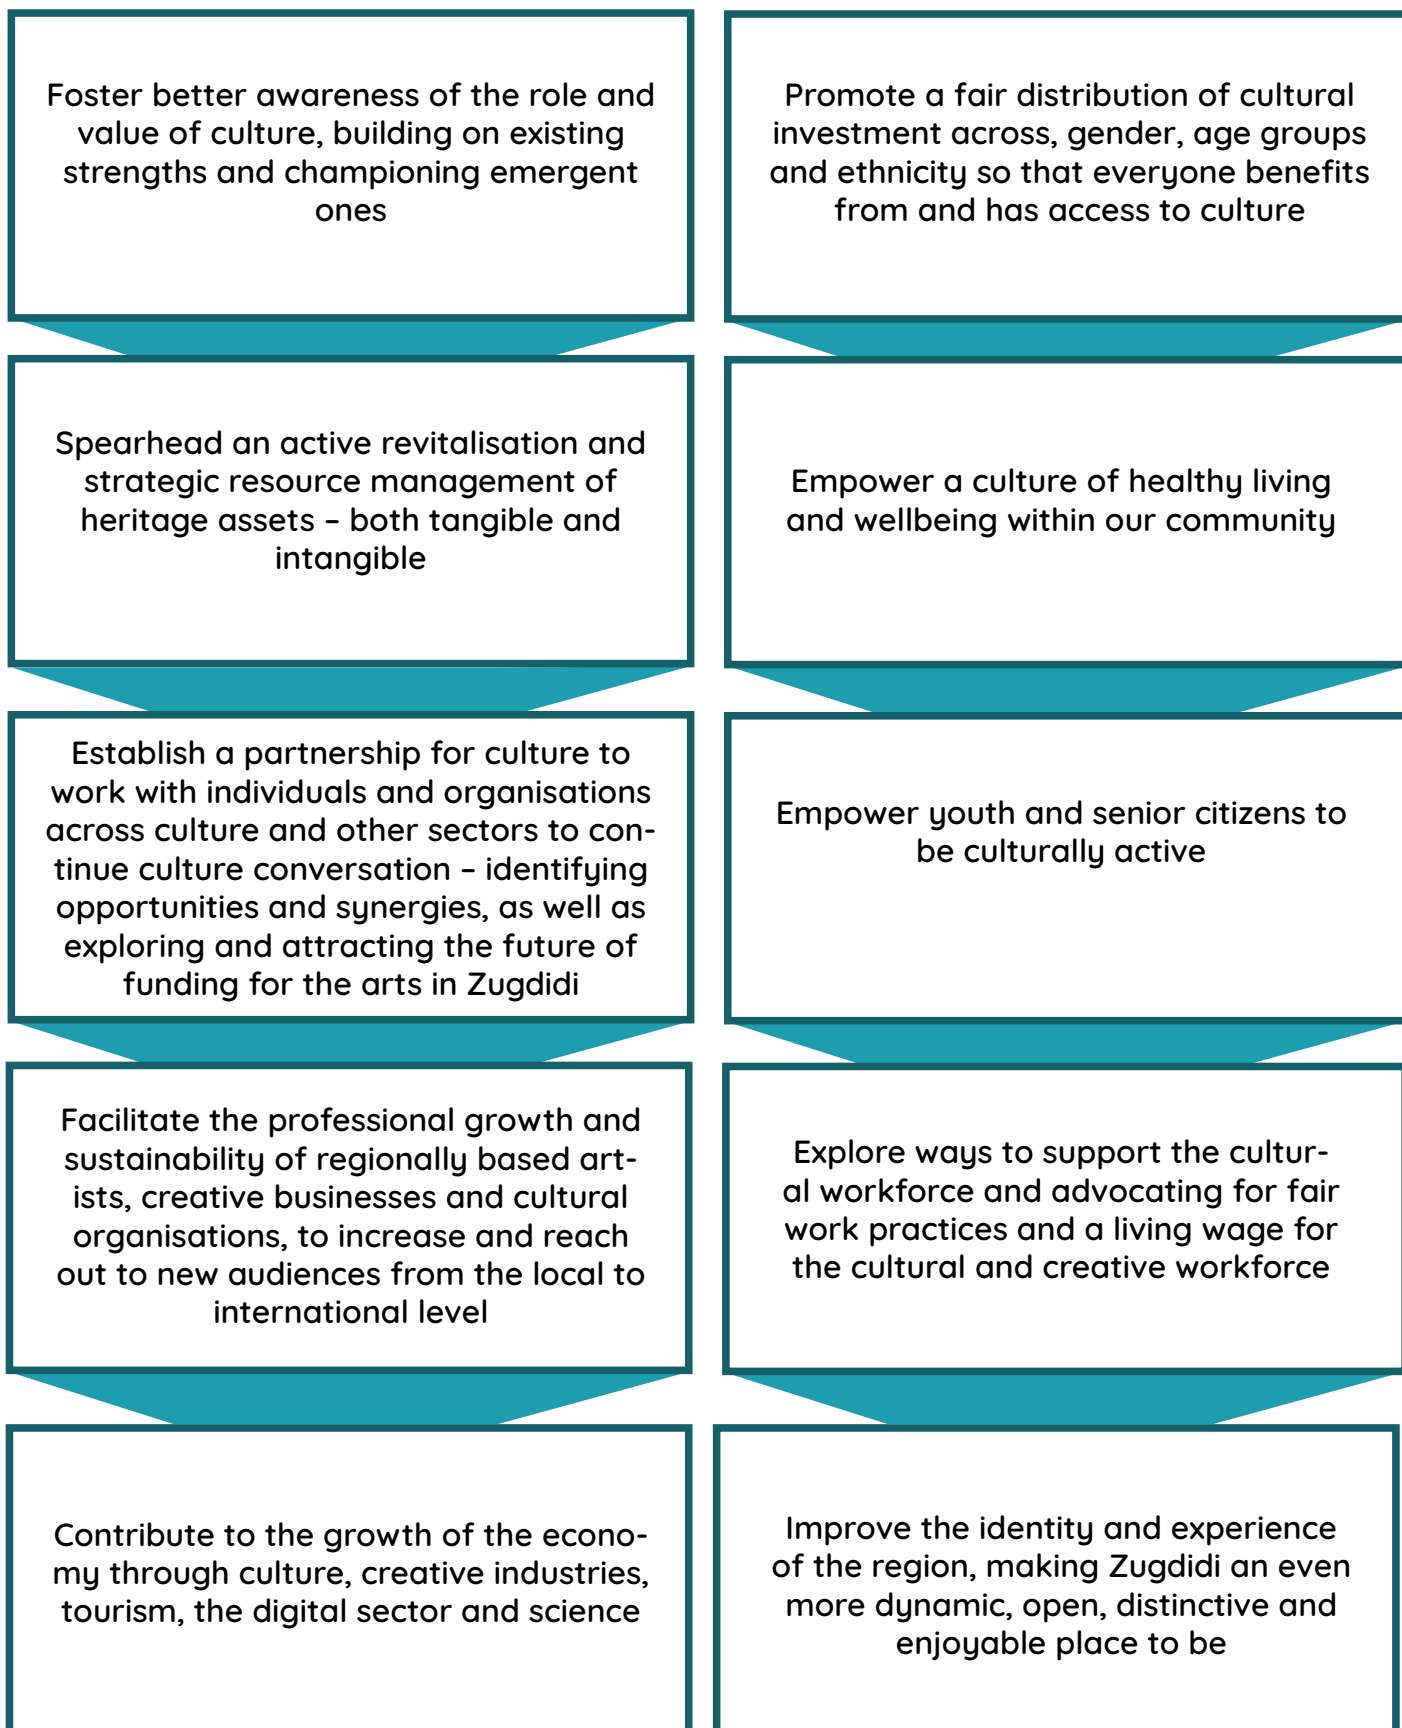 Foster better awareness of the role and
value of culture, building on existing
strengths and championing emergent
ones
Spearhead an active revitalisation and
strategic resource management of
heritage assets – both tangible and
intangible
Establish a partnership for culture to
work with individuals and organisations
across culture and other sectors to con-
tinue culture conversation – identifying
opportunities and synergies, as well as
exploring and attracting the future of
funding for the arts in Zugdidi
Facilitate the professional growth and
sustainability of regionally based art-
ists, creative businesses and cultural
organisations, to increase and reach
out to new audiences from the local to
international level
Contribute to the growth of the econo-
my through culture, creative industries,
tourism, the digital sector and science
Promote a fair distribution of cultural
investment across, gender, age groups
and ethnicity so that everyone benefits
from and has access to culture
Empower a culture of healthy living
and wellbeing within our community
Empower youth and senior citizens to
be culturally active
Explore ways to support the cultur-
al workforce and advocating for fair
work practices and a living wage for
the cultural and creative workforce
Improve the identity and experience
of the region, making Zugdidi an even
more dynamic, open, distinctive and
enjoyable place to be